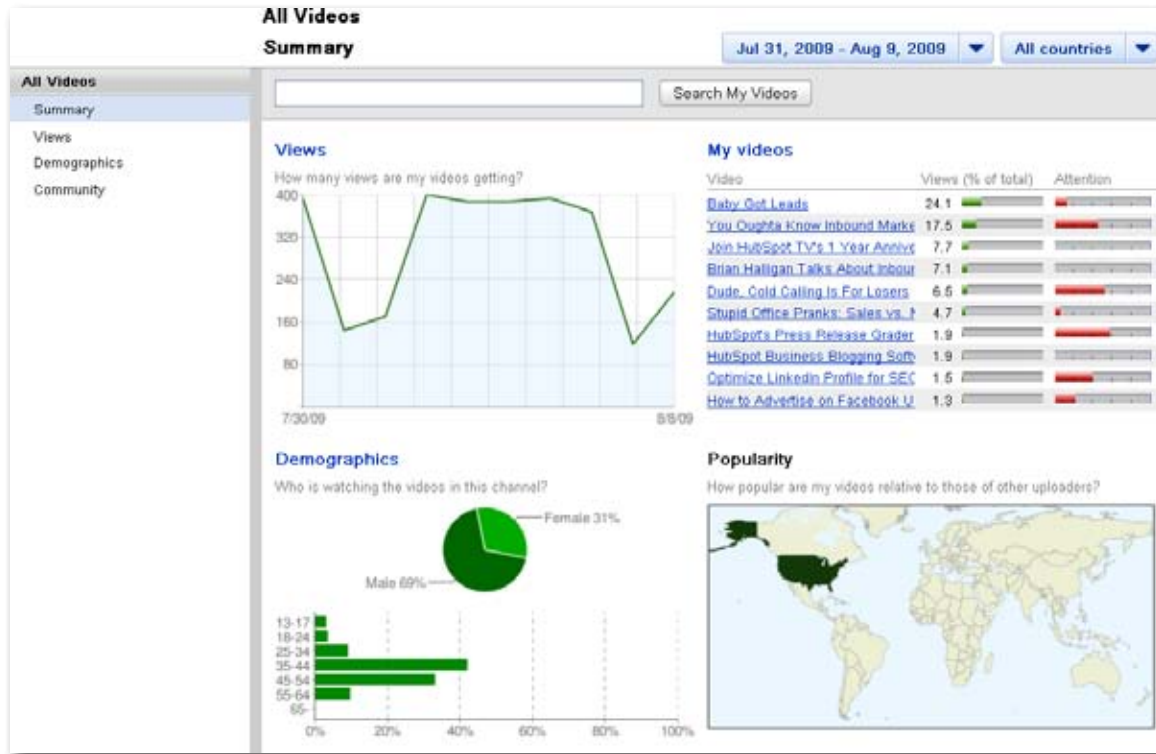 All Videos
Summary
Jul 31, 2009 - Aug 9, 2009
All countries
All Videos
Summary
Views
Demographics
Community
Search My Videos
Views
How many views are my videos getting?
400
320
240
160
80
7/30/09
8/8/09
My videos
Video Views (% of total) Attention
Baby Got Leads 24.1
You Oughta Know Inbound Marke 17.5
Join HubSpot TV's 1 Year Annive 7.7
Brian Halligan Talks About Inbour 7.1
Dude, Cold Calling Is For Losers 6.5
Stupid Office Pranks: Sales vs. 4.7
HubSpot's Press Release Grader 1.9
HubSpot Business Blogging Soft 1.9
Optimize LinkedIn Profile for SEO 1.5
How to Advertise on Facebook U 1.3
Demographics
Who is watching the videos in this channel?
Female 31%
Male 69%
13-17
18-24
25-34
35-44
45-54
55-64
65-
0% 20% 40% 60% 80% 100%
Popularity
How popular are my videos relative to those of other uploaders?